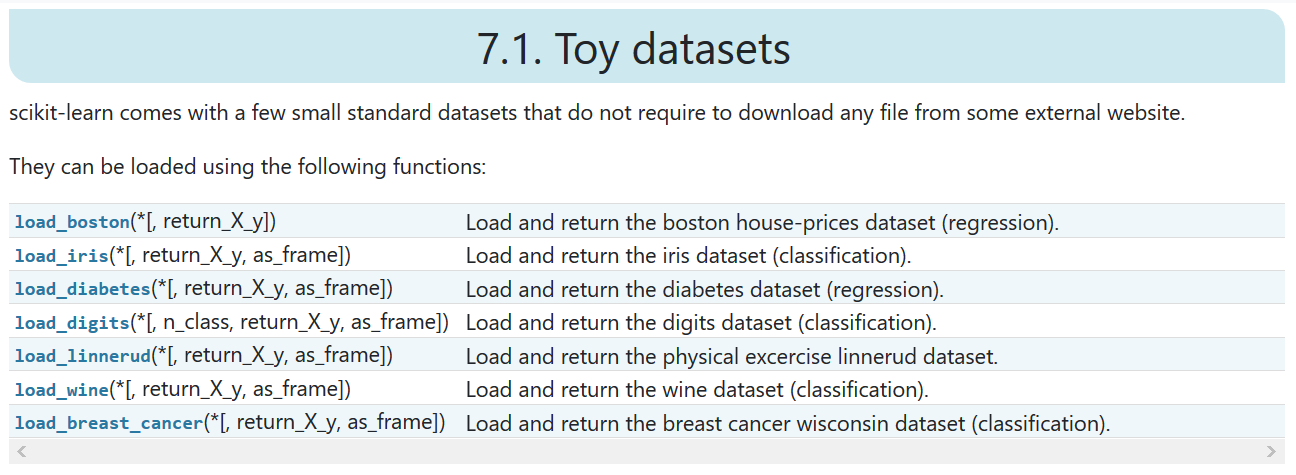 7.1. Toy datasets
scikit-learn comes with a few small standard datasets that do not require to download any file from some external website.
They can be loaded using the following functions:
load_boston(*[, return_X_y]) Load and return the boston house-prices dataset (regression).
load_iris(*[, return_X_y, as_frame]) Load and return the iris dataset (classification).
load_diabetes(*[, return_X_y, as_frame]) Load and return the diabetes dataset (regression).
load_digits(*[, n_class, return_X_y, as_frame]) Load and return the digits dataset (classification).
load_linnerud(*[, return_X_y, as_frame]) Load and return the physical excercise linnerud dataset.
load_wine(*[, return_X_y, as_frame]) Load and return the wine dataset (classification).
load_breast_cancer(*[, return_X_y, as_frame]) Load and return the breast cancer wisconsin dataset (classification).